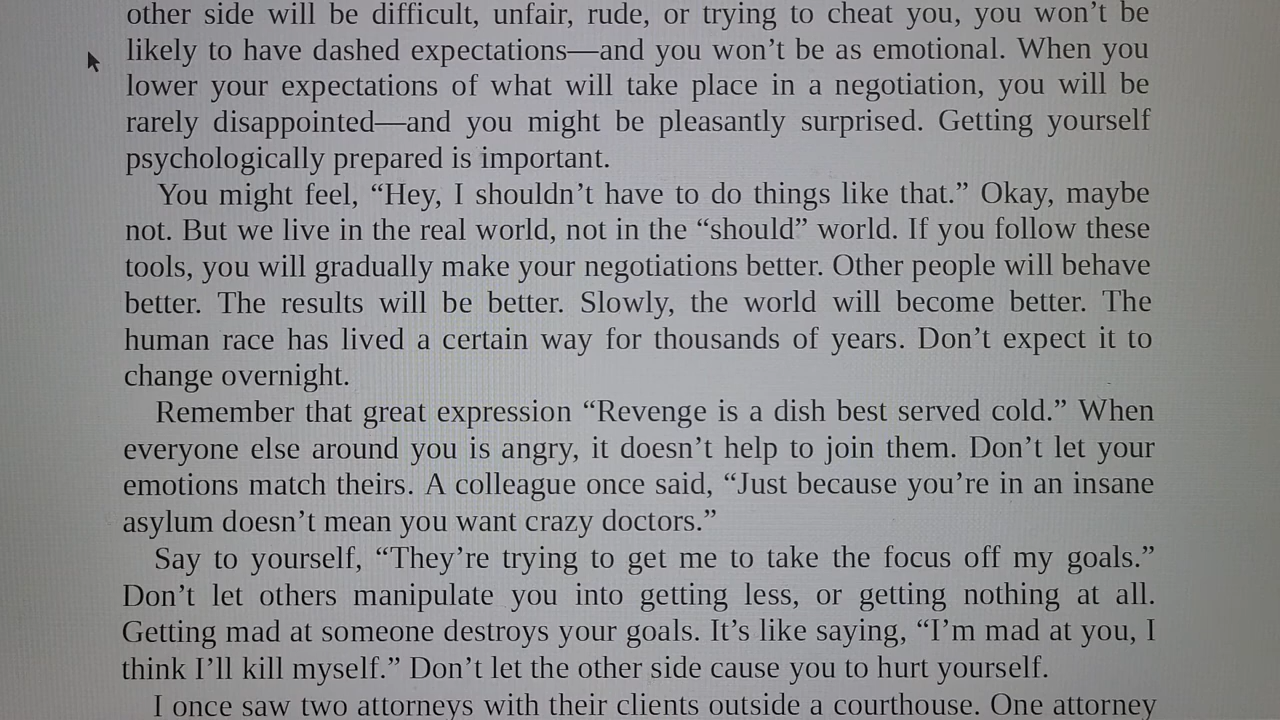 other side will be difficult, unfair, rude, or trying to cheat you, you won’t be
likely to have dashed expectations—and you won’t be as emotional. When you
lower your expectations of what will take place in a negotiation, you will be
rarely disappointed—and you might be pleasantly surprised. Getting yourself
psychologically prepared is important.
You might feel, “Hey, I shouldn’t have to do things like that.” Okay, maybe
not. But we live in the real world, not in the “should” world. If you follow these
tools, you will gradually make your negotiations better. Other people will behave
better. The results will be better. Slowly, the world will become better. The
human race has lived a certain way for thousands of years. Don’t expect it to
change overnight.
Remember that great expression “Revenge is a dish best served cold.” When
everyone else around you is angry, it doesn’t help to join them. Don’t let your
emotions match theirs. A colleague once said, “Just because you’re in an insane
asylum doesn’t mean you want crazy doctors.”
Say to yourself, “They’re trying to get me to take the focus off my goals.”
Don’t let others manipulate you into getting less, or getting nothing at all.
Getting mad at someone destroys your goals. It’s like saying, “I’m mad at you, I
think I’ll kill myself.” Don’t let the other side cause you to hurt yourself.
I once saw two attorneys with their clients outside a courthouse. One attorney